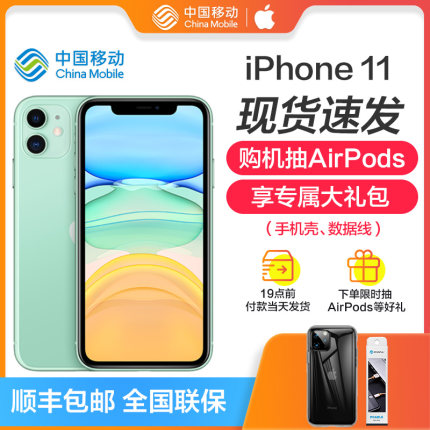 中国移动
China Mobile
中国移动
China Mobile
iPhone 11
现货速发
购机抽AirPods
享专属大礼包
(手机壳、数据线)
19点前
付款当天发货
下单限时抽
AirPods等好礼
顺丰包邮 全国联保